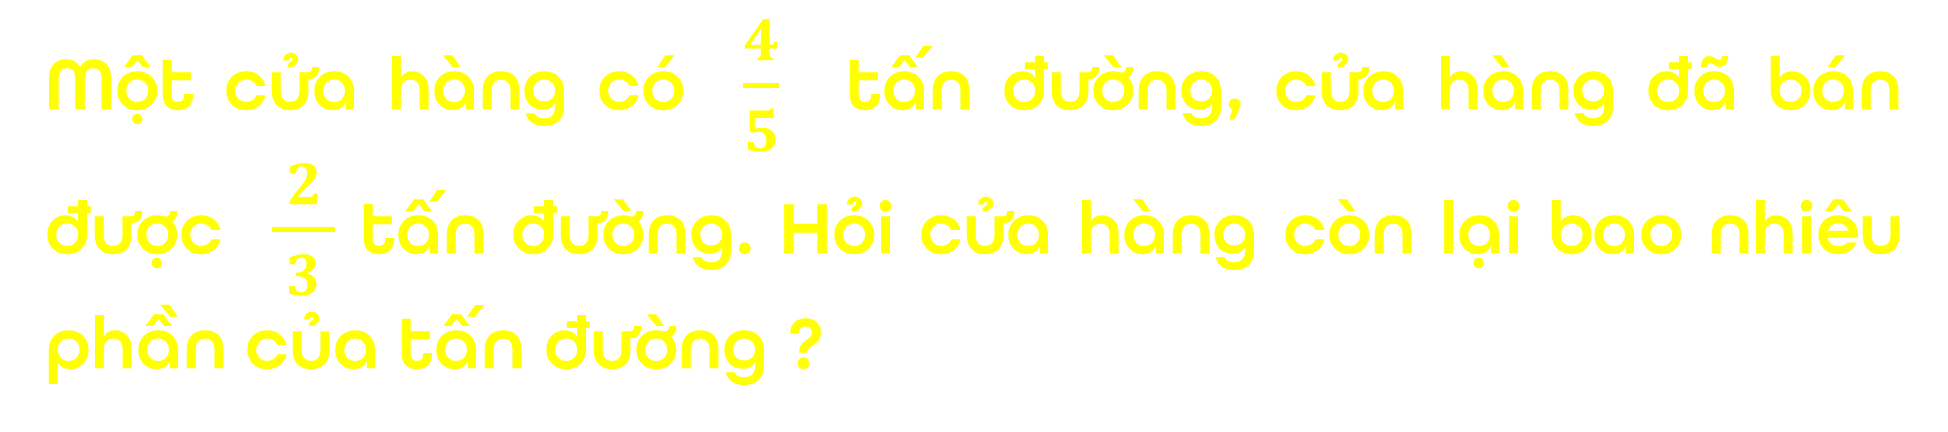 Một cửa hàng có 4/5 tấn đường, cửa hàng đã bán
được 2/3 tấn đường. Hỏi cửa hàng còn lại bao nhiêu
phần của tấn đường ?